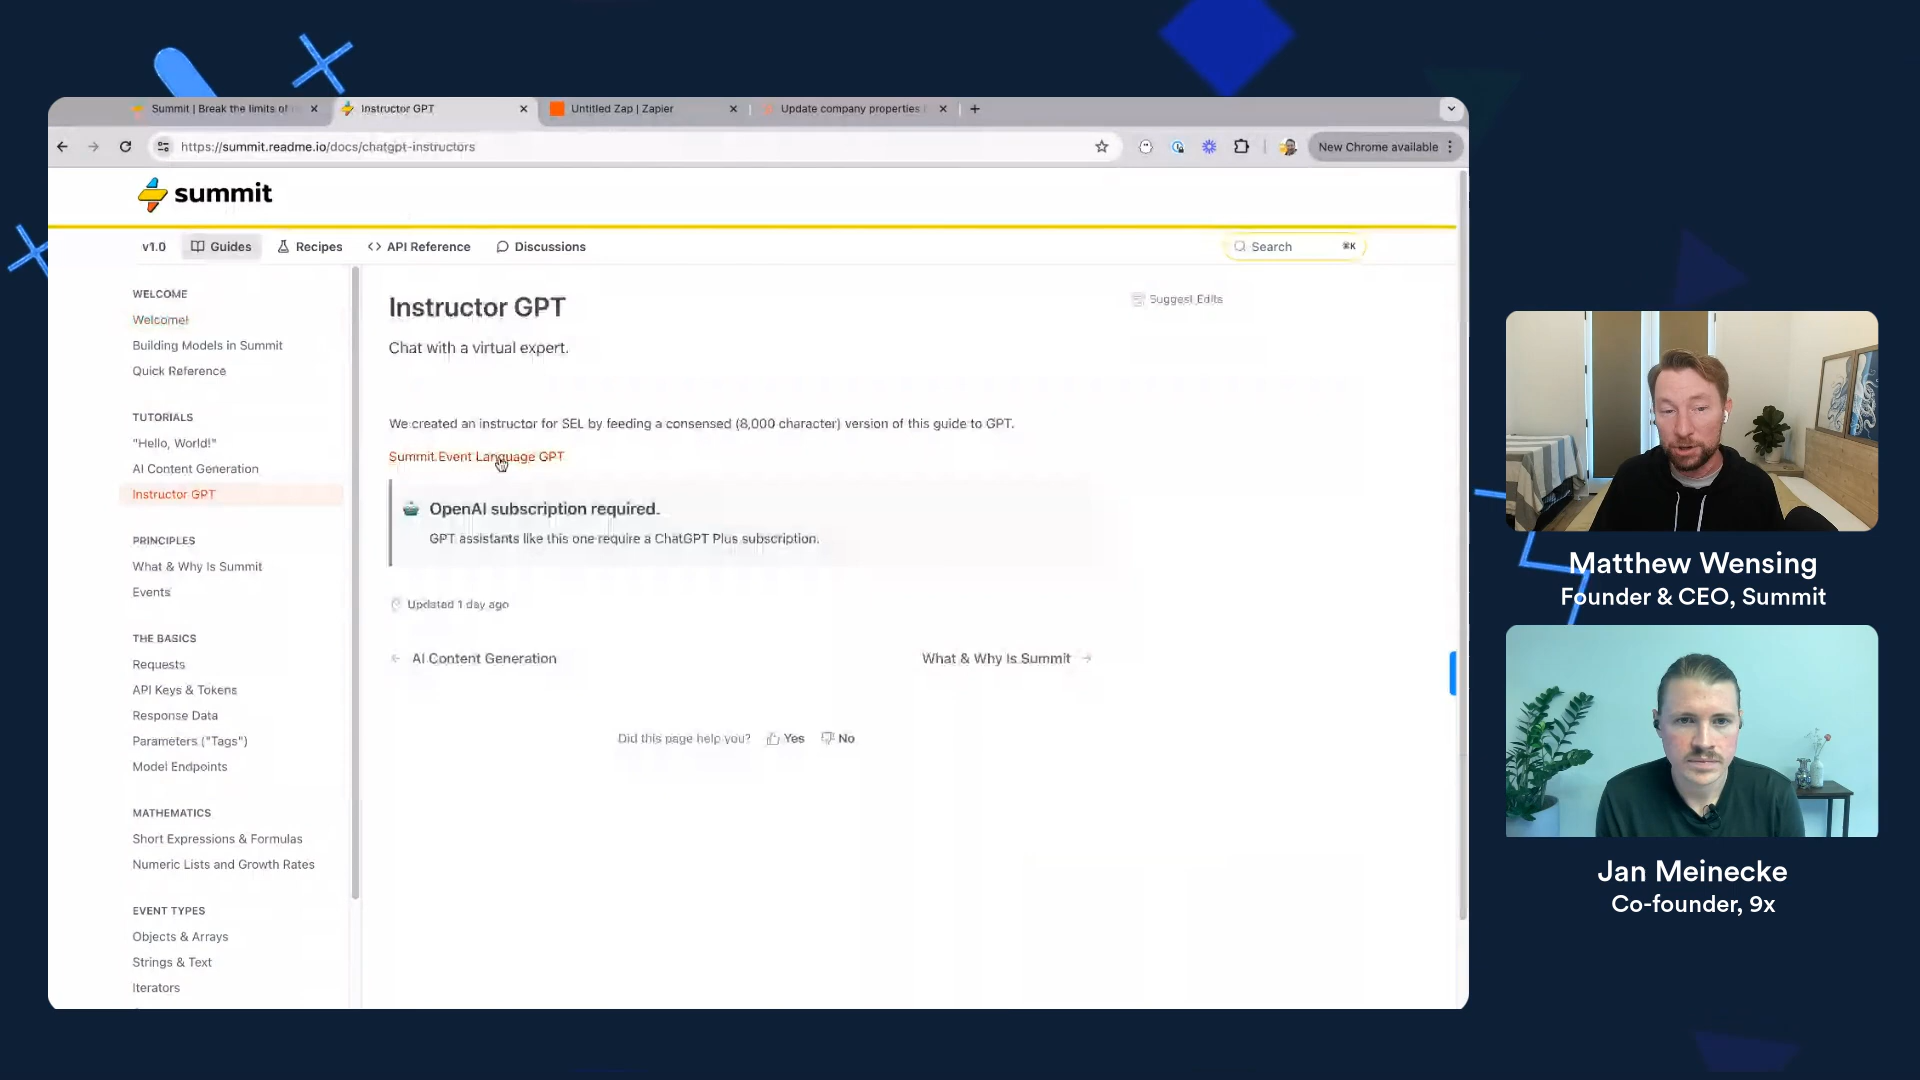 Summit | Break the limits of
Instructor GPT
Untitled Zap | Zapier
Update company properties
https://summit.readme.io/docs/chatgpt-instructors
New Chrome available
summit
v1.0
Guides
Recipes
API Reference
Discussions
Search
⌘K
WELCOME
Welcome!
Building Models in Summit
Quick Reference
TUTORIALS
"Hello, World!"
AI Content Generation
Instructor GPT
PRINCIPLES
What & Why Is Summit
Events
THE BASICS
Requests
API Keys & Tokens
Response Data
Parameters ("Tags")
Model Endpoints
MATHEMATICS
Short Expressions & Formulas
Numeric Lists and Growth Rates
EVENT TYPES
Objects & Arrays
Strings & Text
Iterators
Instructor GPT
Suggest Edits
Chat with a virtual expert.
We created an instructor for SEL by feeding a consensed (8,000 character) version of this guide to GPT.
Summit Event Language GPT
OpenAI subscription required.
GPT assistants like this one require a ChatGPT Plus subscription.
Updated 1 day ago
AI Content Generation
What & Why Is Summit
Did this page help you?
Yes
No
Matthew Wensing
Founder & CEO, Summit
Jan Meinecke
Co-founder, 9x